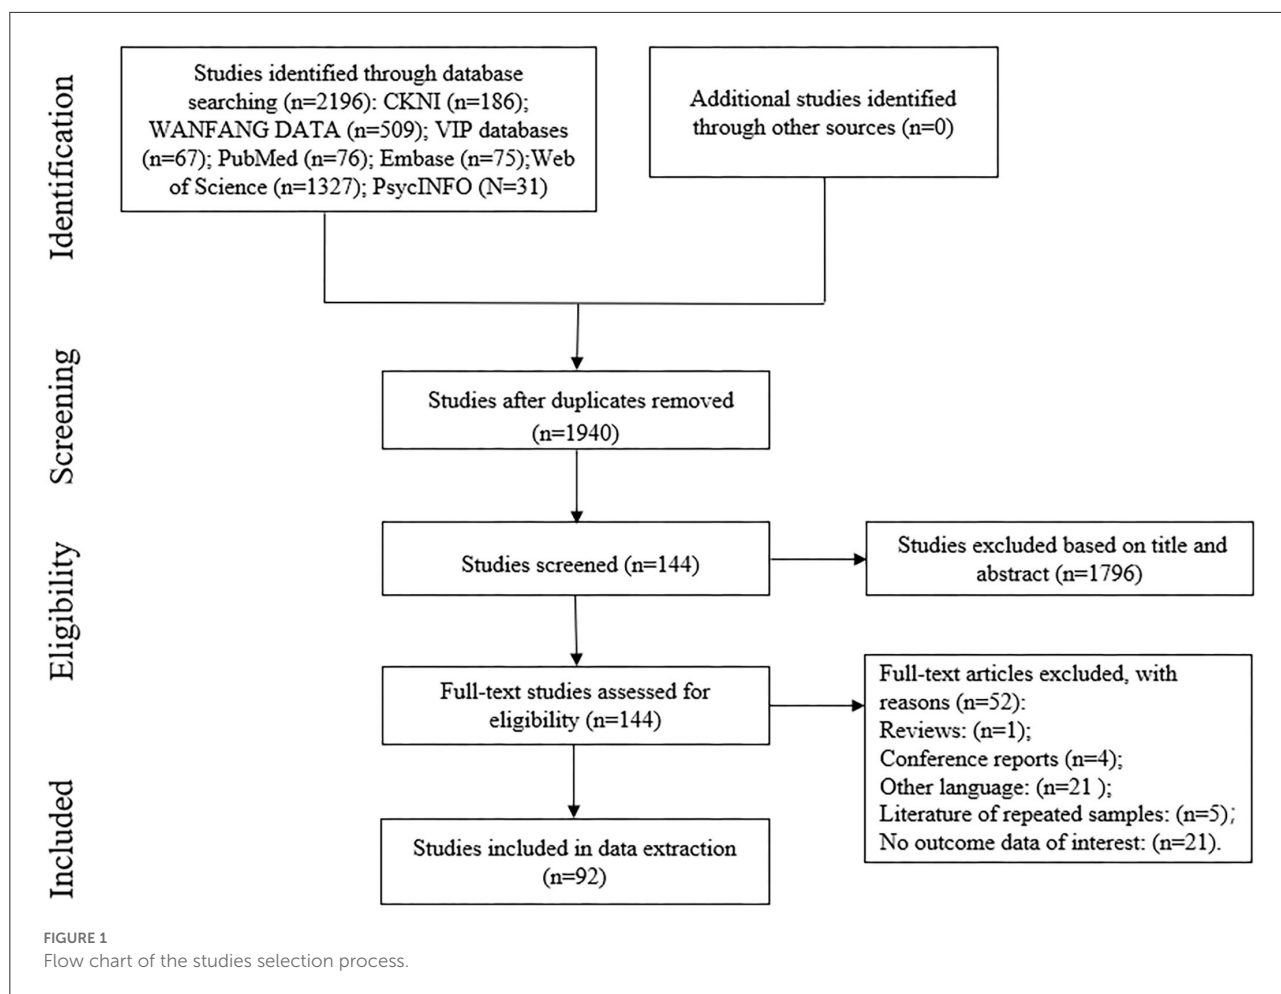 Identification
Studies identified through database
searching (n=2196): CKNI (n=186);
WANFANG DATA (n=509); VIP databases
(n=67); PubMed (n=76); Embase (n=75);Web
of Science (n=1327); PsycINFO (N=31)
Additional studies identified
through other sources (n=0)
Screening
Studies after duplicates removed
(n=1940)
Eligibility
Studies screened (n=144)
Studies excluded based on title and
abstract (n=1796)
Full-text studies assessed for
eligibility (n=144)
Full-text articles excluded, with
reasons (n=52):
Reviews: (n=1);
Conference reports (n=4);
Other language: (n=21 );
Literature of repeated samples: (n=5);
No outcome data of interest: (n=21).
Included
Studies included in data extraction
(n=92)
FIGURE 1
Flow chart of the studies selection process.